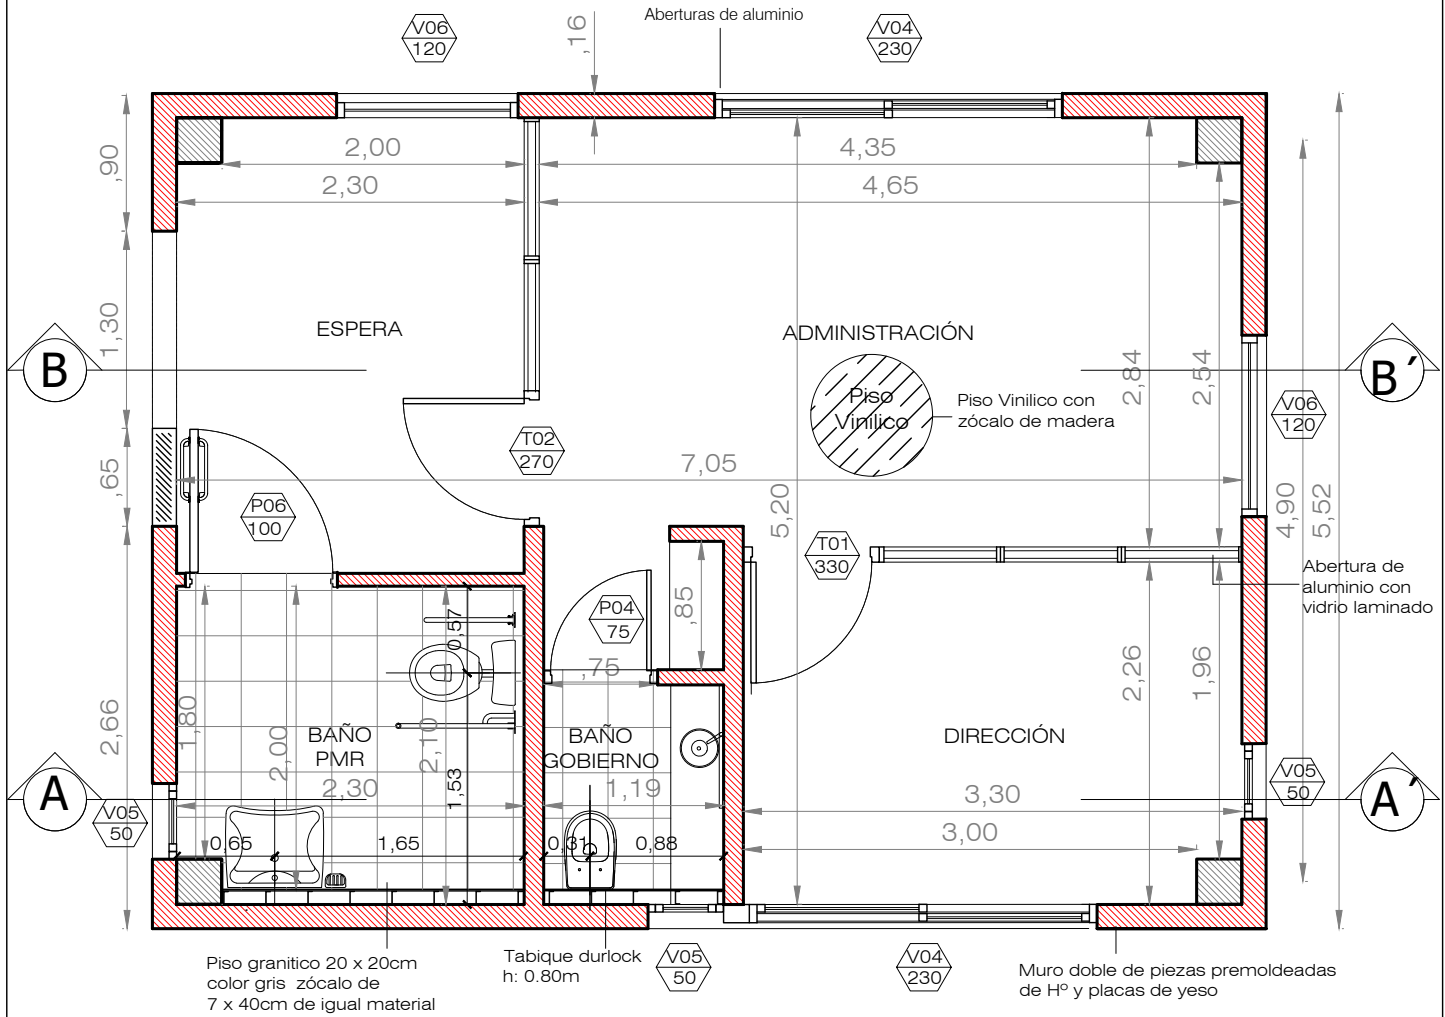 Aberturas de aluminio
V06
120
,16
V04
230
,90
2,00
4,35
2,30
4,65
1,30
ESPERA
ADMINISTRACIÓN
B
B´
2,84
2,54
Piso
Vinilico
Piso Vinilico con
zócalo de madera
V06
120
T02
270
,65
7,05
P06
100
5,20
4,90
5,52
T01
330
Abertura de
aluminio con
vidrio laminado
P04
75
,85
0,57
,75
2,26
1,96
2,66
1,80
2,00
2,10
BAÑO
PMR
BAÑO
GOBIERNO
DIRECCIÓN
2,30
1,53
1,19
3,30
A
A´
V05
50
V05
50
0,65
1,65
0,31
0,88
3,00
Piso granitico 20 x 20cm
color gris zócalo de
7 x 40cm de igual material
Tabique durlock
h: 0.80m
V05
50
V04
230
Muro doble de piezas premoldeadas
de Hº y placas de yeso